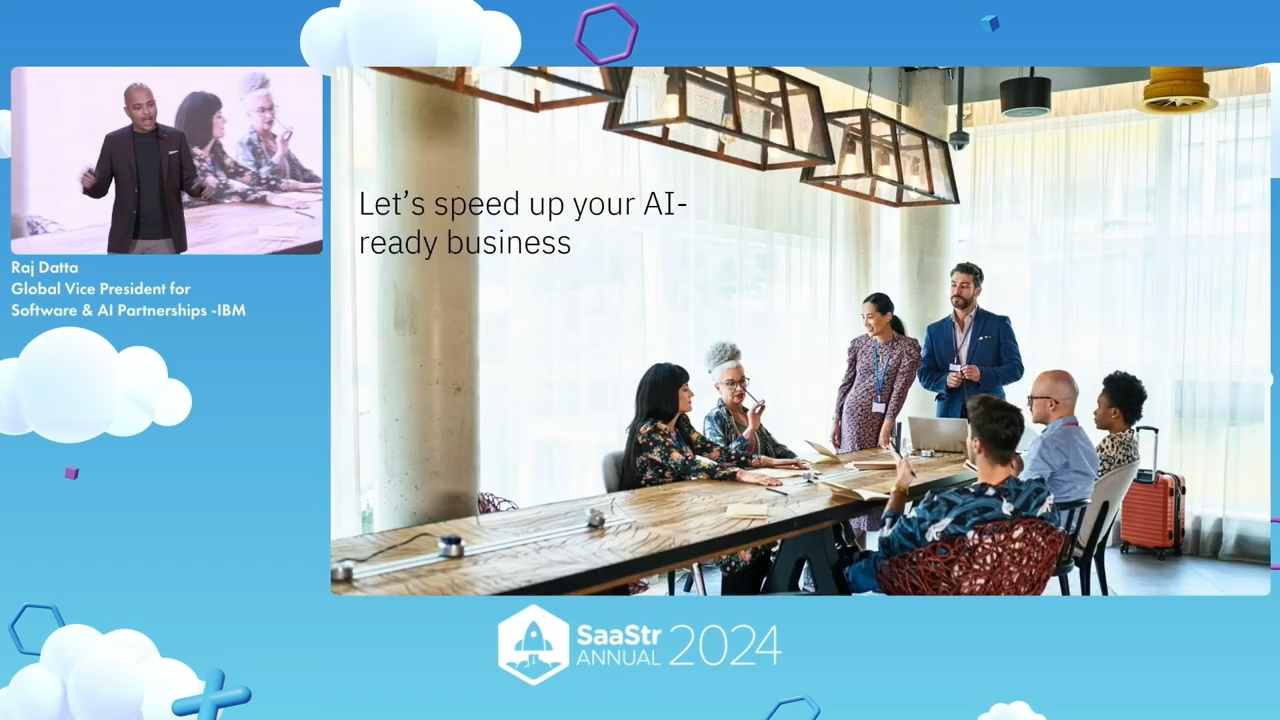 Let's speed up your AI-
ready business
Raj Datta
Global Vice President for
Software & AI Partnerships -IBM
SaaStr
ANNUAL 2024